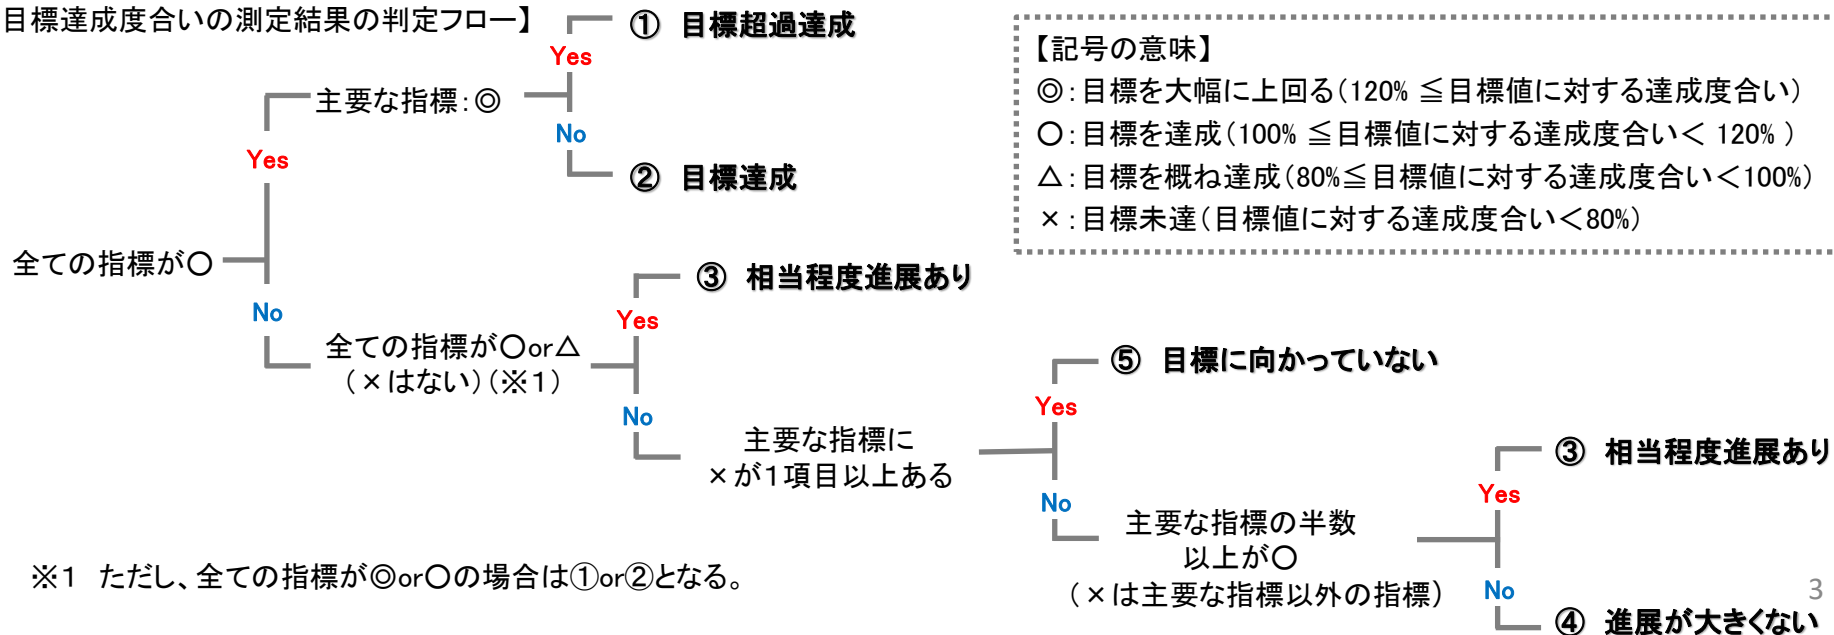 目標達成度合いの測定結果の判定フロー】
① 目標超過達成
Yes
主要な指標：◎
No
② 目標達成
Yes
全ての指標が○
No
③ 相当程度進展あり
Yes
全ての指標が○or△
（×はない）（※１）
No
⑤ 目標に向かっていない
Yes
主要な指標に
×が１項目以上ある
No
③ 相当程度進展あり
Yes
主要な指標の半数
以上が○
（×は主要な指標以外の指標）
No
④ 進展が大きくない
【記号の意味】
◎：目標を大幅に上回る（120% ≦目標値に対する達成度合い）
○：目標を達成（100% ≦目標値に対する達成度合い＜ 120% ）
△：目標を概ね達成（80%≦目標値に対する達成度合い＜100%）
×：目標未達（目標値に対する達成度合い＜80%）
※１ ただし、全ての指標が◎or○の場合は①or②となる。
3